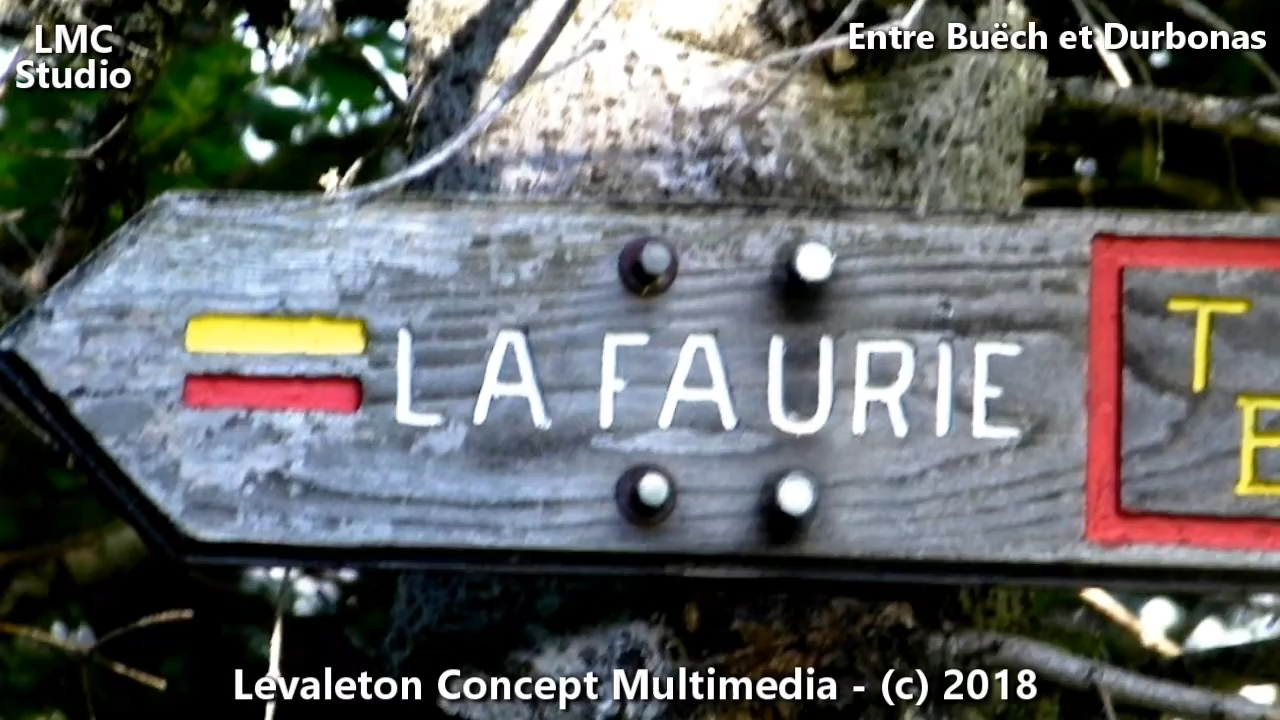 LMC
Studio
Entre Buëch et Durbonas
LA FAURIE
T
E
Levaleton Concept Multimedia - (c) 2018